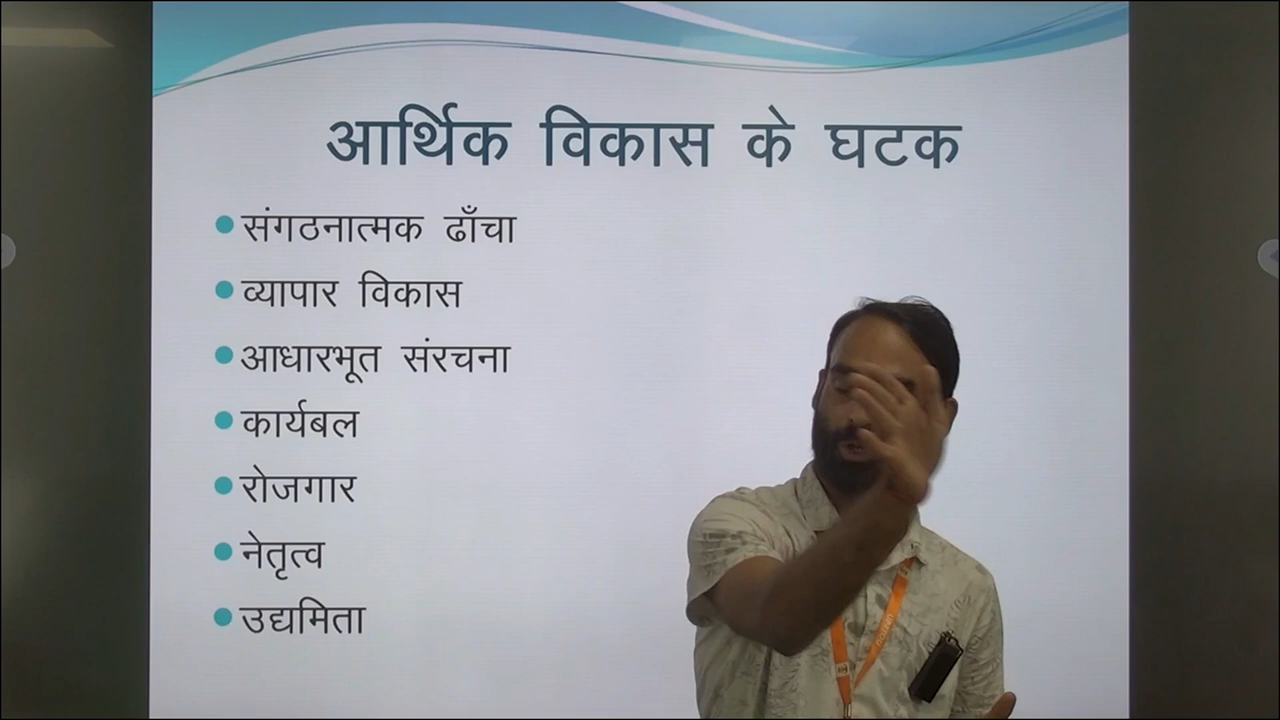 आर्थिक विकास के घटक
संगठनात्मक ढाँचा
व्यापार विकास
आधारभूत संरचना
कार्यबल
रोजगार
नेतृत्व
उद्यमिता